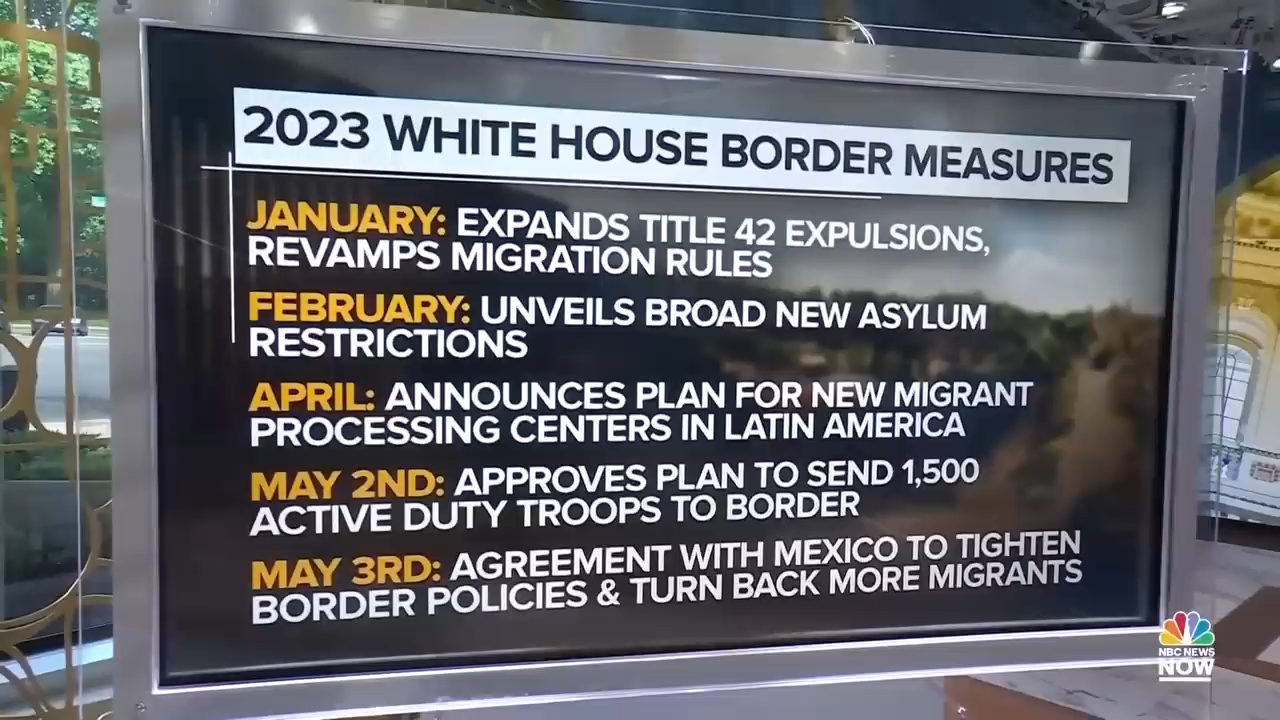 2023 WHITE HOUSE BORDER MEASURES
JANUARY: EXPANDS TITLE 42 EXPULSIONS,
REVAMPS MIGRATION RULES
FEBRUARY: UNVEILS BROAD NEW ASYLUM
RESTRICTIONS
APRIL: ANNOUNCES PLAN FOR NEW MIGRANT
PROCESSING CENTERS IN LATIN AMERICA
MAY 2ND: APPROVES PLAN TO SEND 1,500
ACTIVE DUTY TROOPS TO BORDER
MAY 3RD: AGREEMENT WITH MEXICO TO TIGHTEN
BORDER POLICIES & TURN BACK MORE MIGRANTS
NBC NEWS
NOW